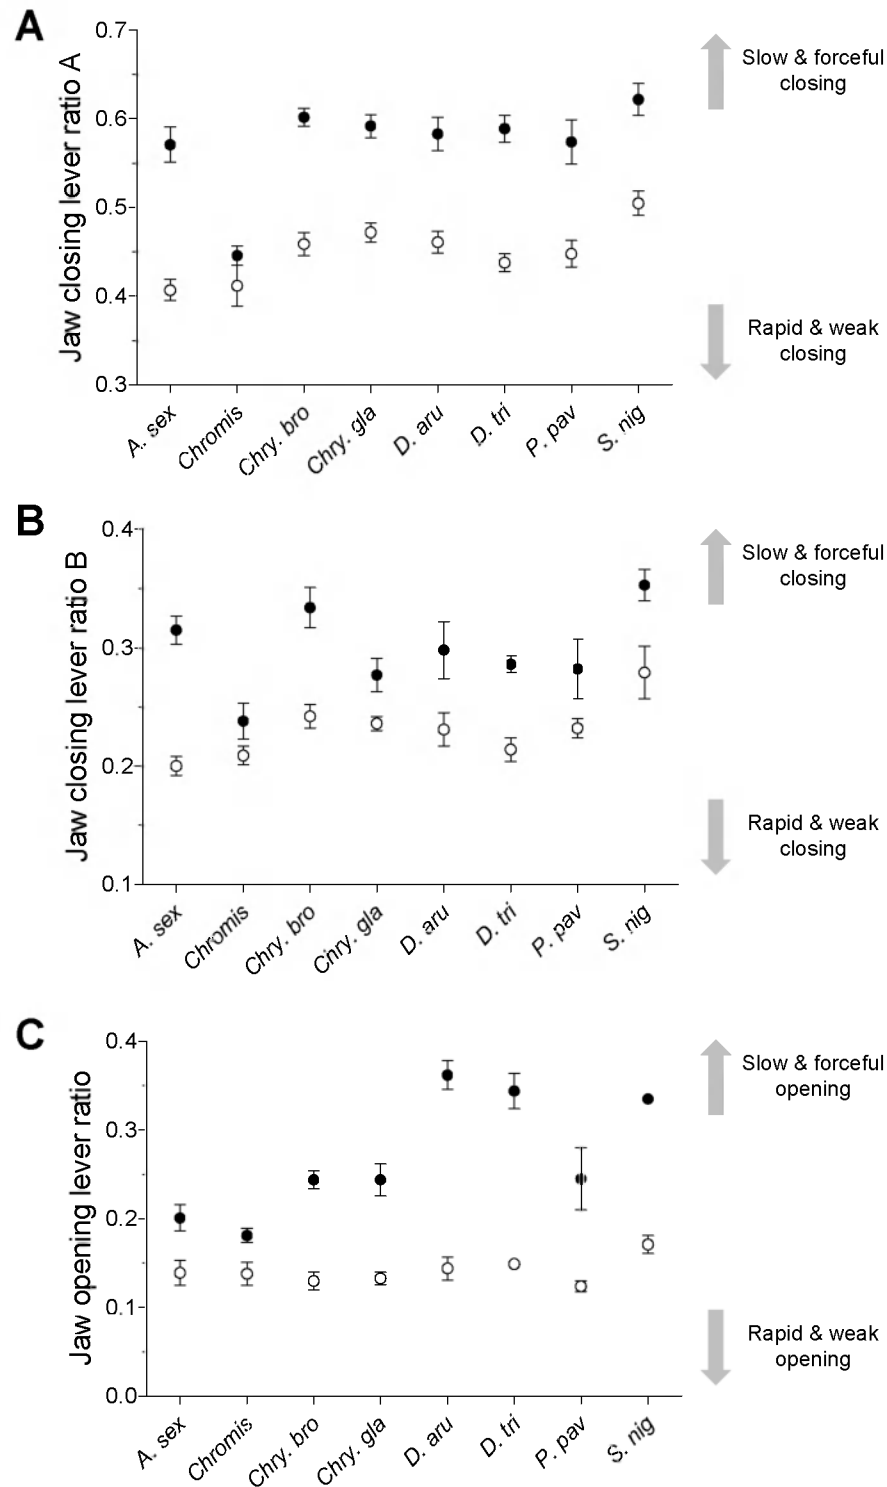 A
Jaw closing lever ratio A
0.7
0.6
0.5
0.4
0.3
A. sex
Chromis
Chry. bro
Chry. gla
D. aru
D. tri
P. pav
S. nig
Slow & forceful
closing
Rapid & weak
closing
B
Jaw closing lever ratio B
0.4
0.3
0.2
0.1
A. sex
Chromis
Chry. bro
Chry. gla
D. aru
D. tri
P. pav
S. nig
Slow & forceful
closing
Rapid & weak
closing
C
Jaw opening lever ratio
0.4
0.3
0.2
0.1
0.0
A. sex
Chromis
Chry. bro
Chry. gla
D. aru
D. tri
P. pav
S. nig
Slow & forceful
opening
Rapid & weak
opening